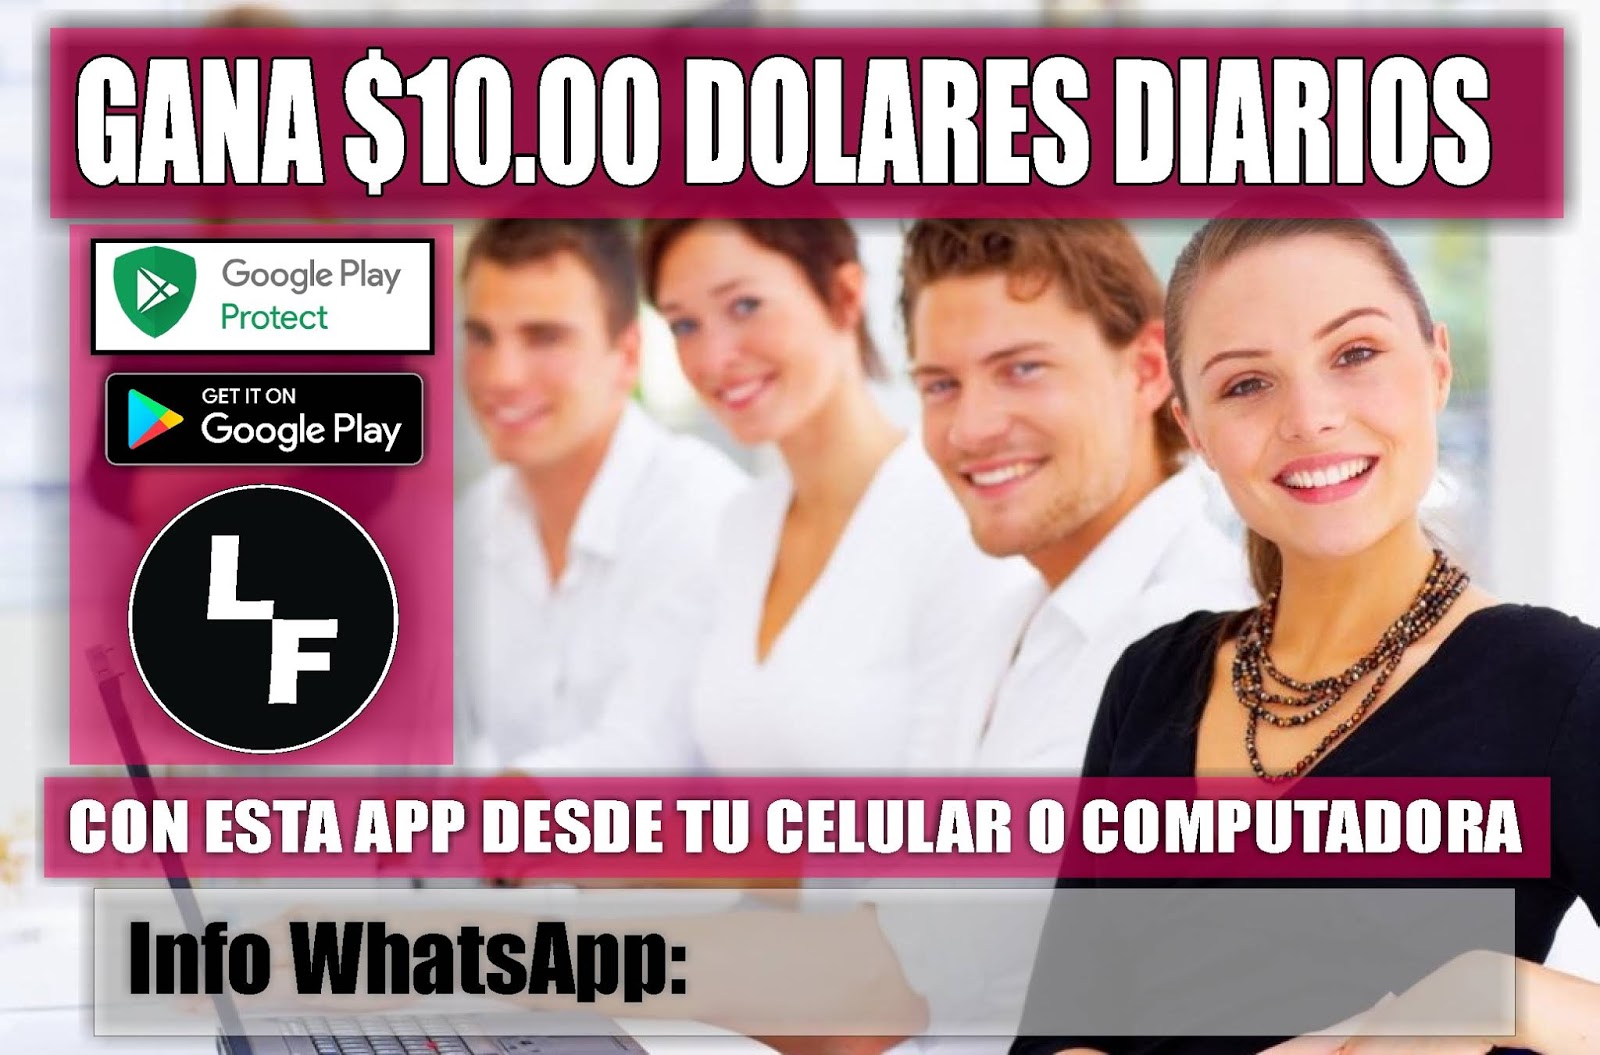 GANA $10.00 DOLARES DIARIOS
Google Play
Protect
GET IT ON
Google Play
L
F
CON ESTA APP DESDE TU CELULAR O COMPUTADORA
Info WhatsApp: